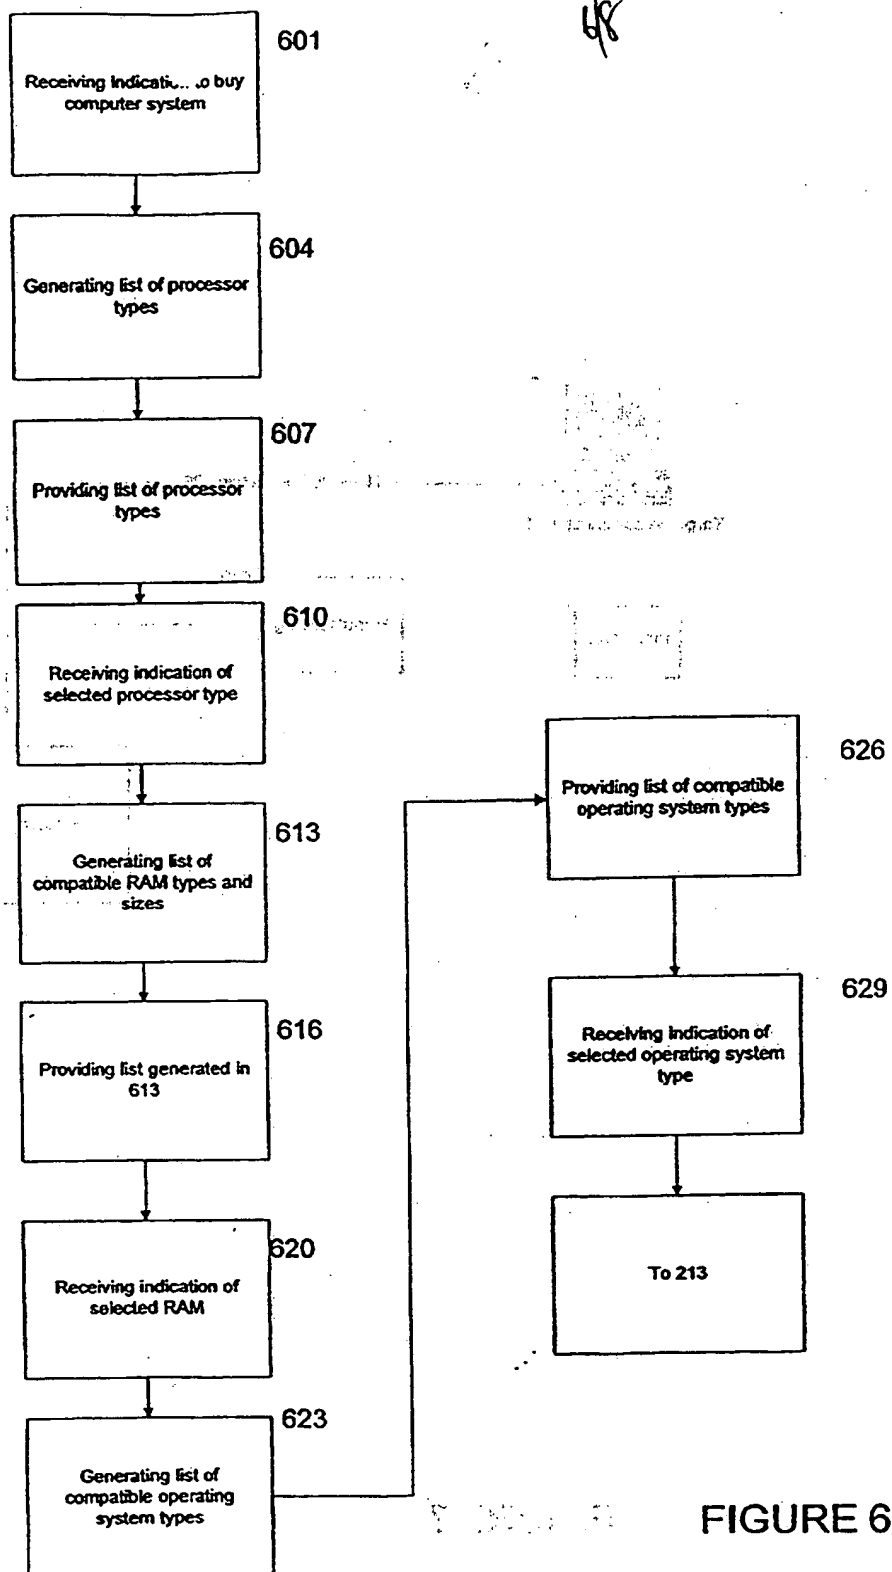 6/8
601
Receiving indicati... to buy
computer system
604
Generating list of processor
types
607
Providing list of processor
types
610
Receiving indication of
selected processor type
613
Generating list of
compatible RAM types and
sizes
616
Providing list generated in
613
620
Receiving indication of
selected RAM
623
Generating list of
compatible operating
system types
626
Providing list of compatible
operating system types
629
Receiving indication of
selected operating system
type
To 213
FIGURE 6